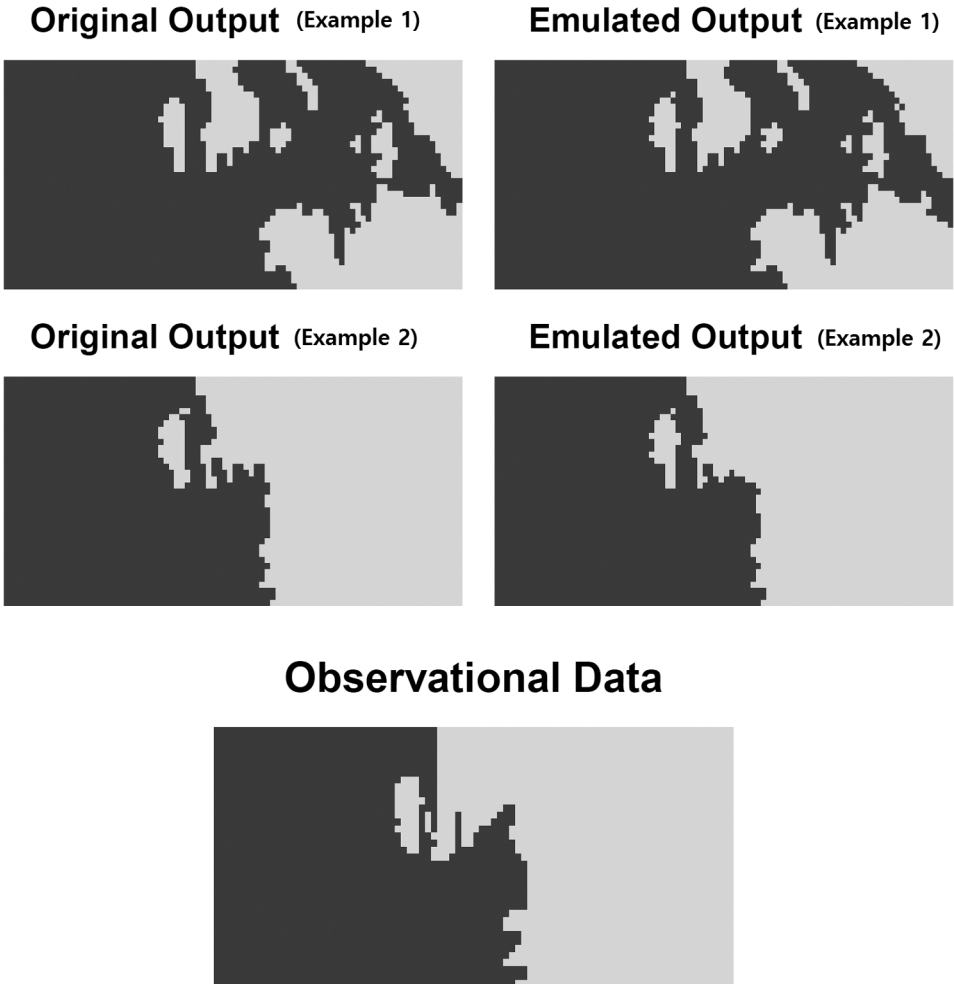 Original Output (Example 1)
Emulated Output (Example 1)
Original Output (Example 2)
Emulated Output (Example 2)
Observational Data